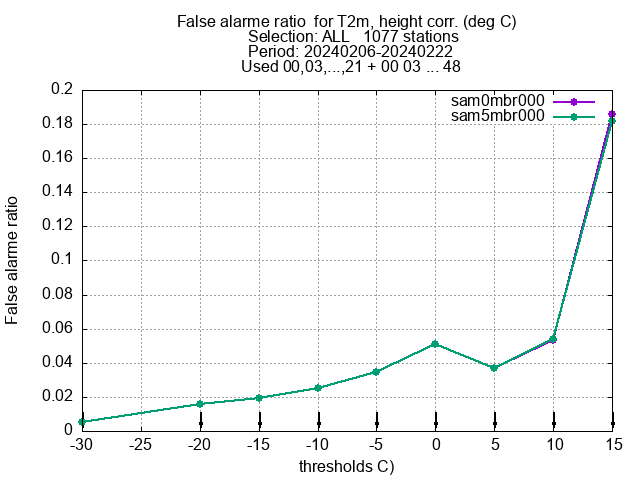 False alarme ratio  for T2m, height corr. (deg C)
Selection: ALL   1077 stations
Period: 20240206-20240222
Used 00,03,...,21 + 00 03 ... 48
sam0mbr000
sam5mbr000
False alarme ratio
0.2
0.18
0.16
0.14
0.12
0.1
0.08
0.06
0.04
0.02
0
-30 -25 -20 -15 -10 -5 0 5 10 15
thresholds C)